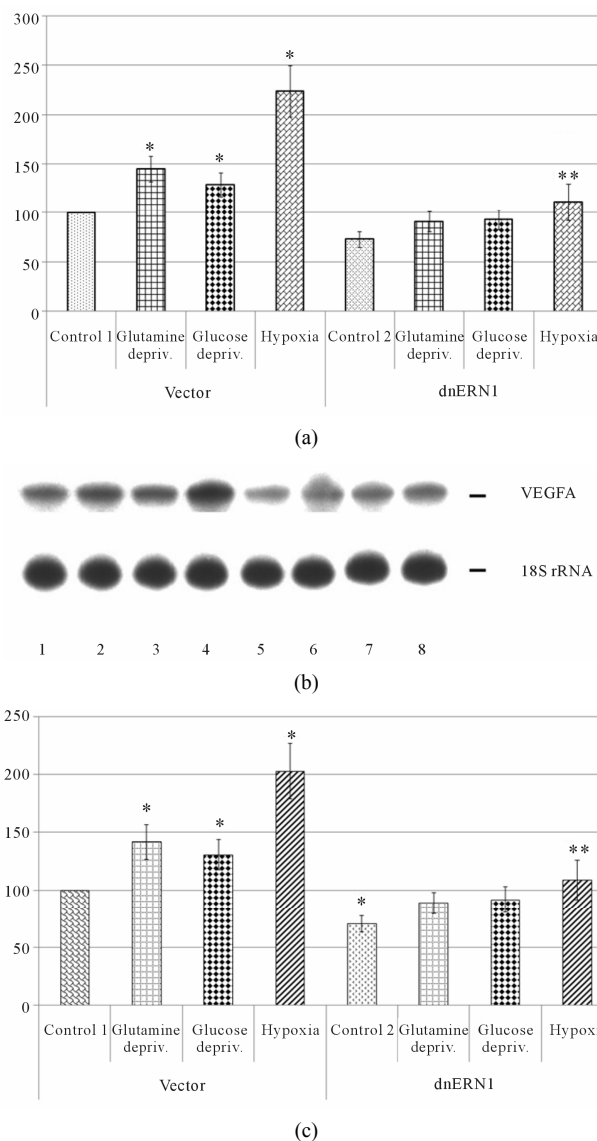 300
250
200
150
100
50
0
*
*
*
**
Control 1 Glutamine depriv. Glucose depriv. Hypoxia Control 2 Glutamine depriv. Glucose depriv. Hypoxia
Vector dnERN1
(a)
VEGFA
18S rRNA
1 2 3 4 5 6 7 8
(b)
250
200
150
100
50
0
*
*
*
*
**
Control 1 Glutamine depriv. Glucose depriv. Hypoxia Control 2 Glutamine depriv. Glucose depriv. Hypoxi
Vector dnERN1
(c)